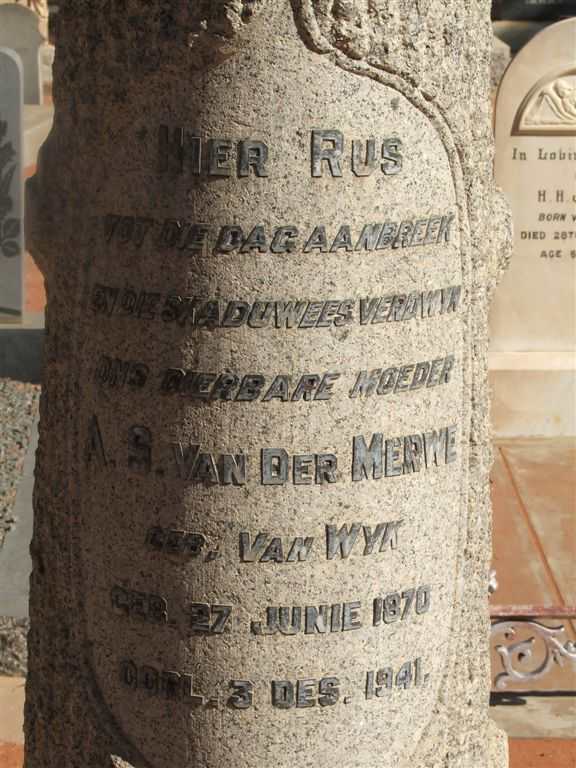 HIER RUS
TOT DIE DAG AANBREEK
EN DIE SKADUWEES VERDWYN
ONS DIERBARE MOEDER
A. S. VAN DER MERWE
GEB. VAN WYK
GEB. 27 JUNIE 1870
OORL. 3 DES. 1941.
In Loving
H. H.
BORN
DIED 28TH
AGE